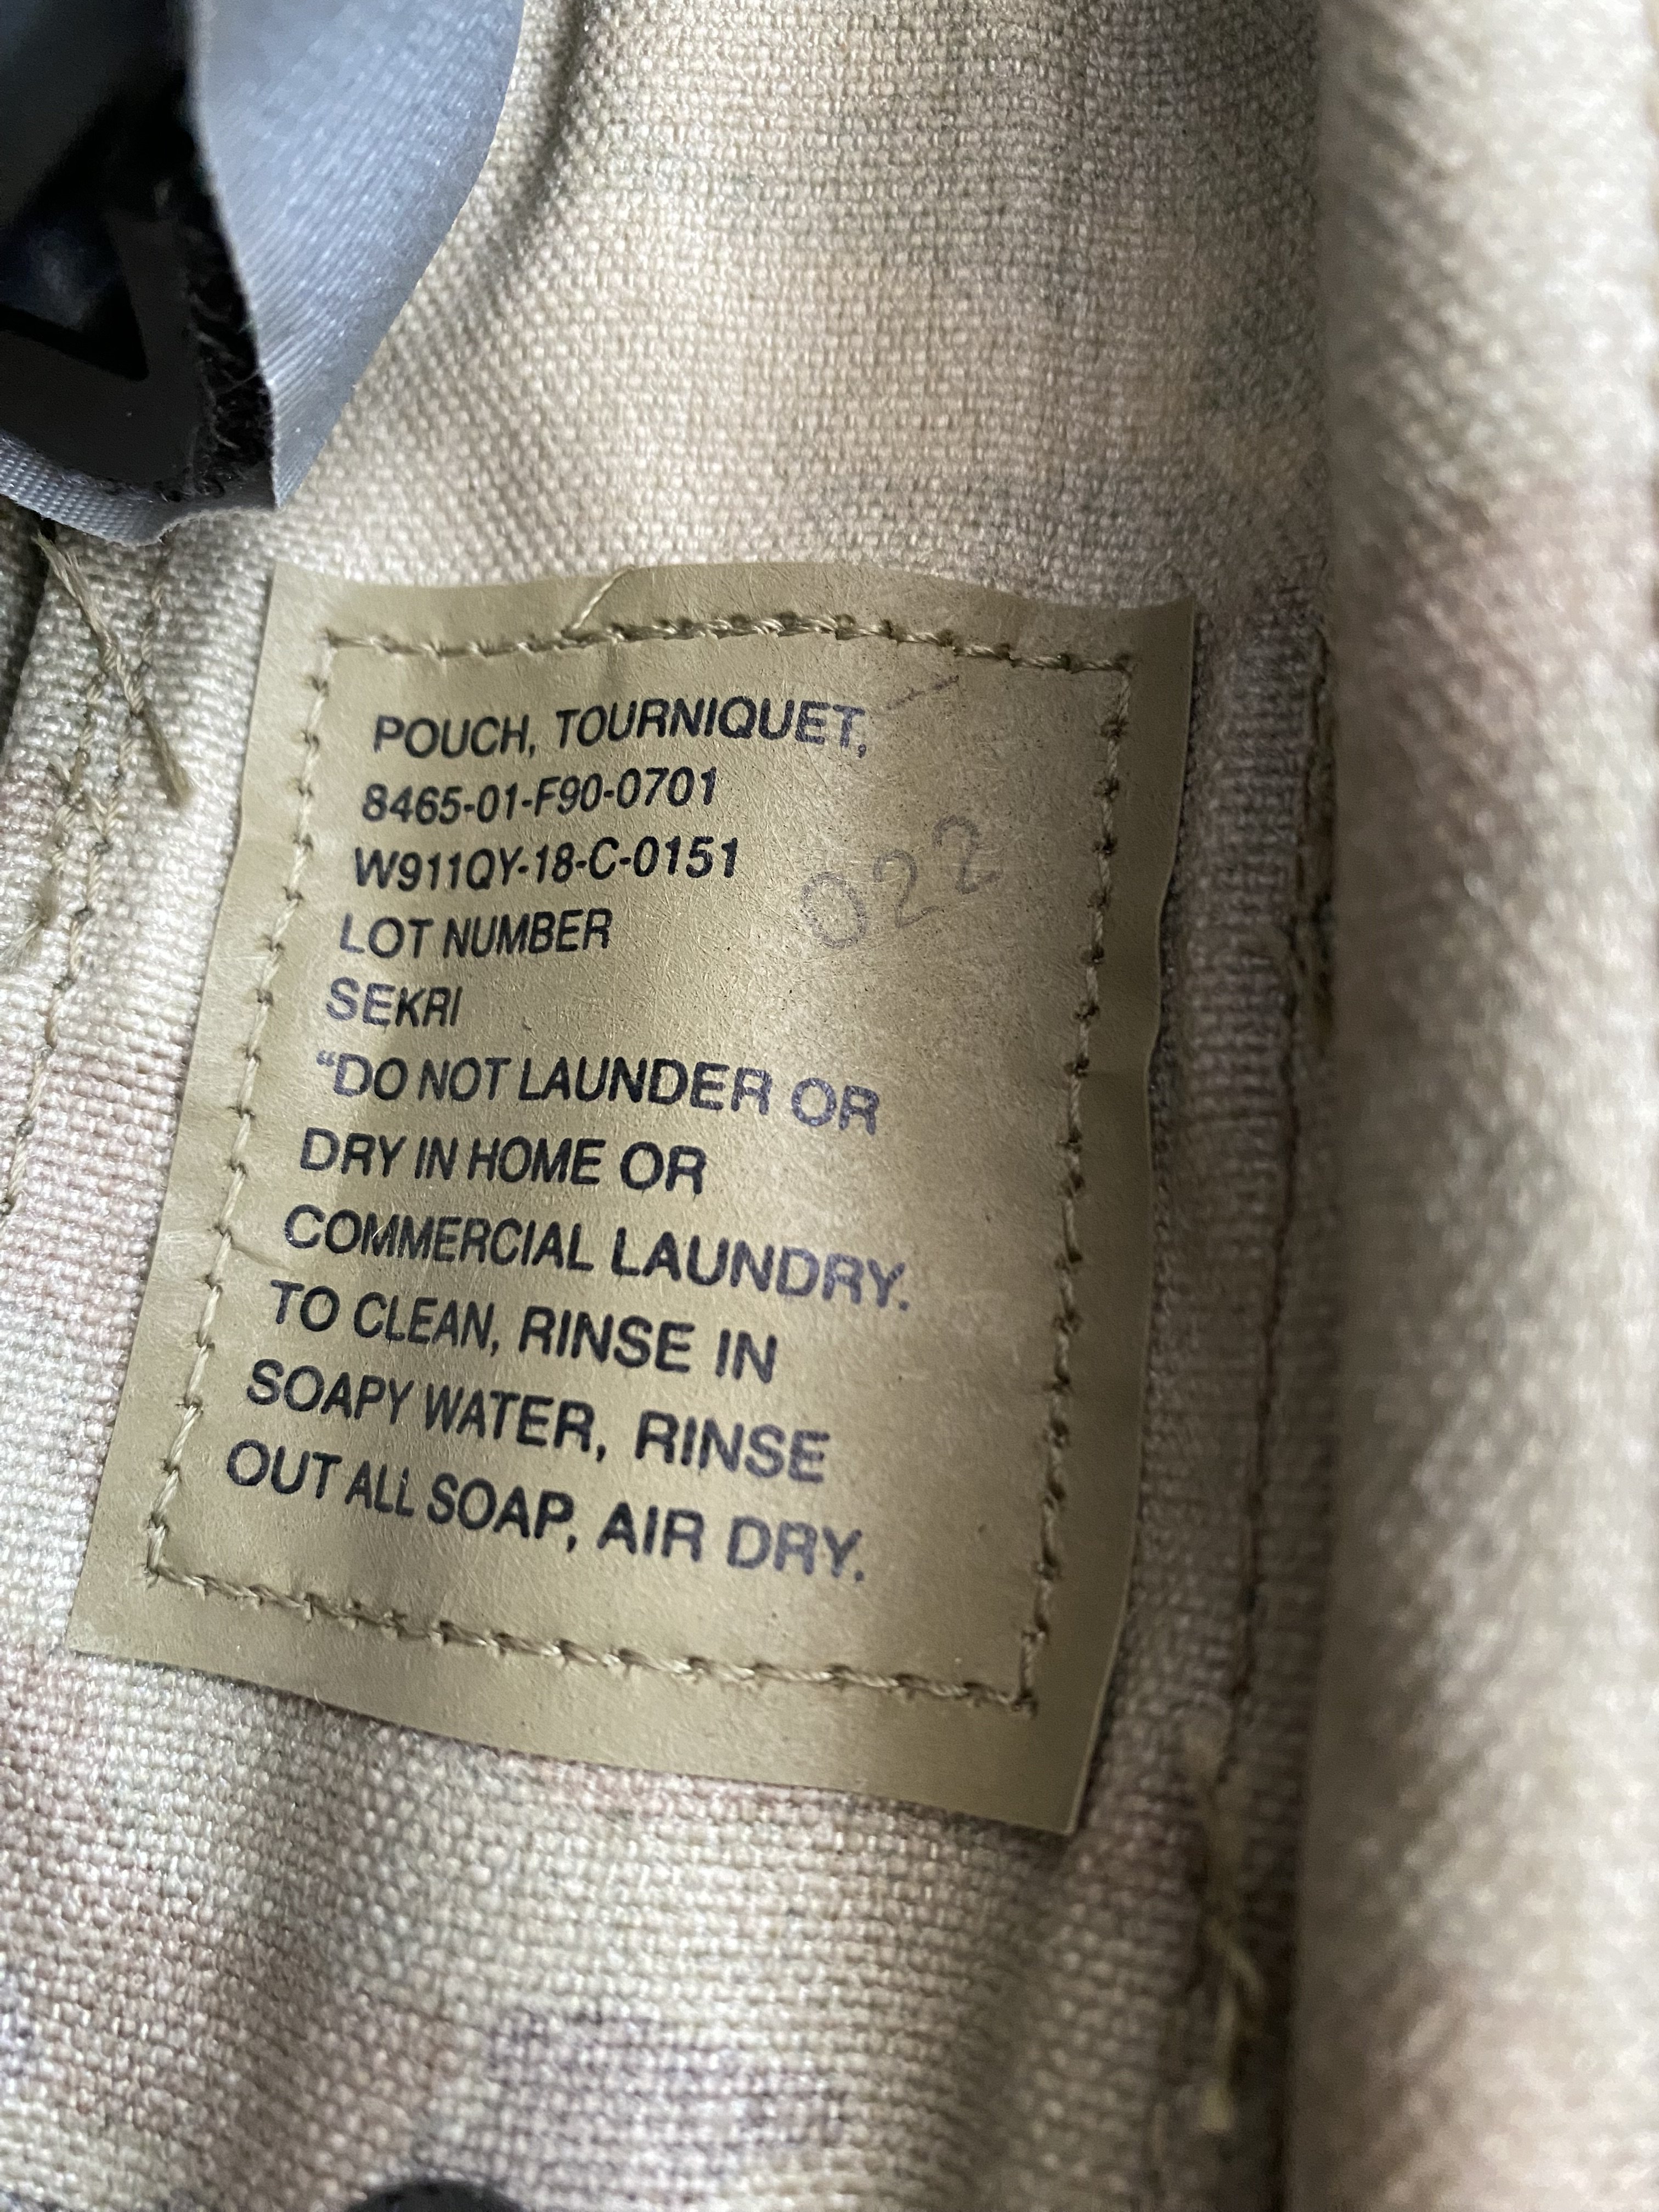 POUCH, TOURNIQUET,
8465-01-F90-0701
W911QY-18-C-0151
022
LOT NUMBER
SEKRI
“DO NOT LAUNDER OR
DRY IN HOME OR
COMMERCIAL LAUNDRY.
TO CLEAN, RINSE IN
SOAPY WATER, RINSE
OUT ALL SOAP, AIR DRY.